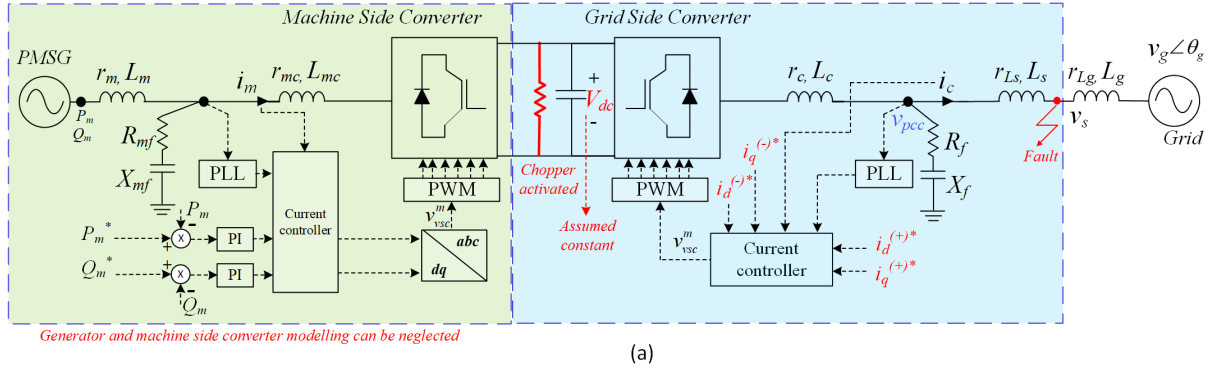 Machine Side Converter
Grid Side Converter
PMSG
r_m, L_m
i_m
r_mc, L_mc
P_m
Q_m
R_mf
X_mf
PLL
Current
controller
P_m
P_m^*
+
-
X
PI
Q_m^*
+
-
X
PI
Q_m
PWM
v_vsc^m
abc
dq
Chopper
activated
+
V_dc
-
Assumed
constant
PWM
v_vsc^m
i_d^(-)*
i_q^(-)*
Current
controller
i_d^(+)*
i_q^(+)*
r_c, L_c
i_c
v_pcc
PLL
R_f
X_f
r_Ls, L_s
v_s
Fault
r_Lg, L_g
v_g∠θ_g
Grid
Generator and machine side converter modelling can be neglected
(a)